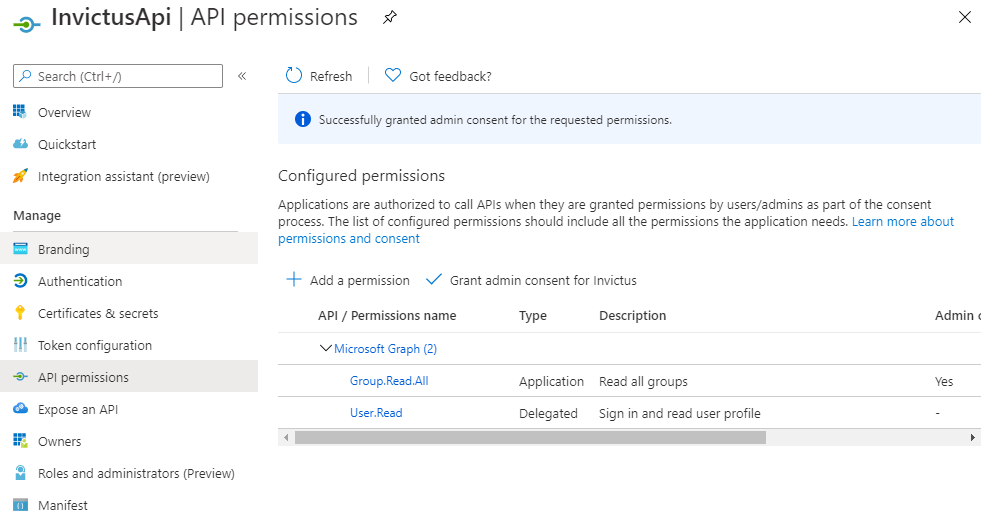 InvictusApi | API permissions
Search (Ctrl+/)
«
Overview
Quickstart
Integration assistant (preview)
Manage
Branding
Authentication
Certificates & secrets
Token configuration
API permissions
Expose an API
Owners
Roles and administrators (Preview)
Manifest
Refresh
Got feedback?
Successfully granted admin consent for the requested permissions.
Configured permissions
Applications are authorized to call APIs when they are granted permissions by users/admins as part of the consent
process. The list of configured permissions should include all the permissions the application needs. Learn more about
permissions and consent
Add a permission
Grant admin consent for Invictus
API / Permissions name Type Description Admin c
Microsoft Graph (2)
Group.Read.All Application Read all groups Yes
User.Read Delegated Sign in and read user profile -